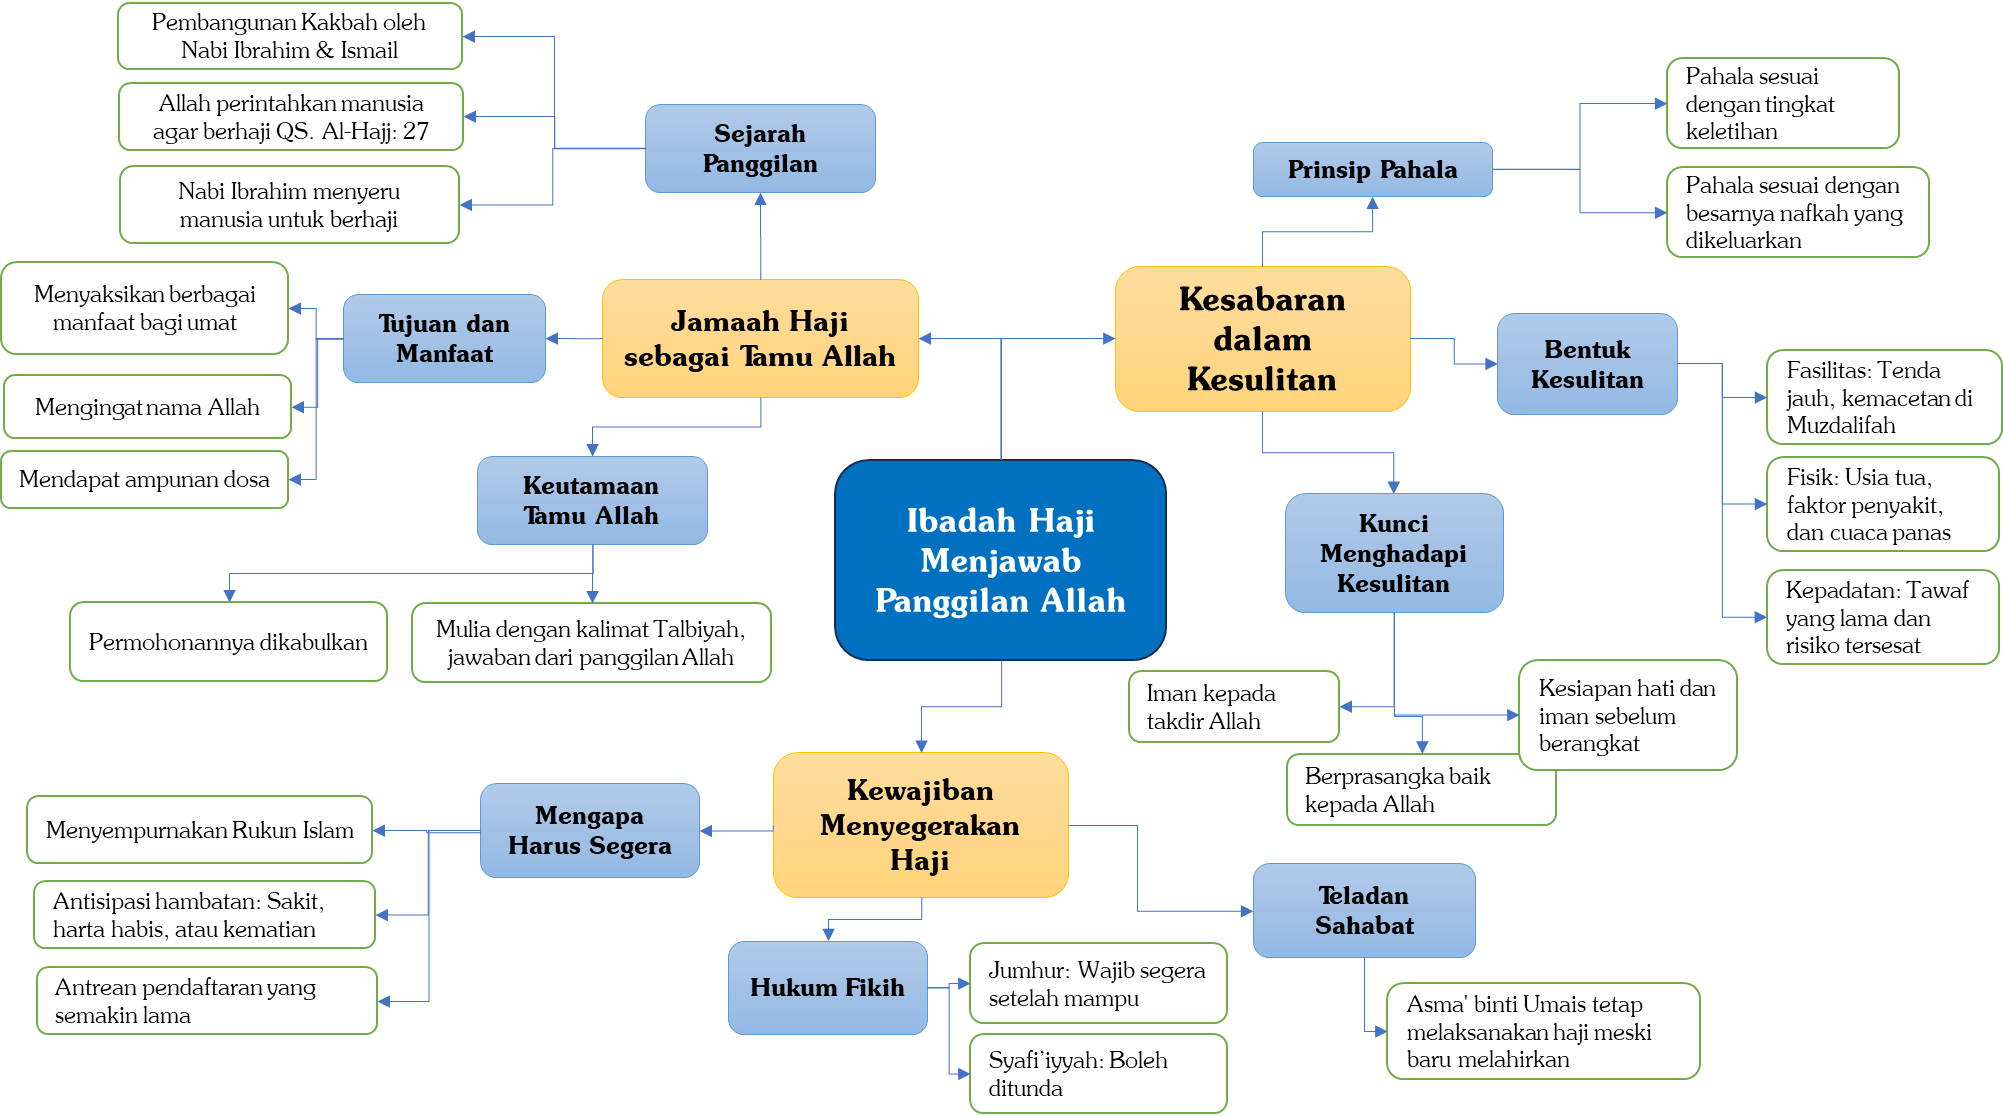 Pembangunan Kakbah oleh
Nabi Ibrahim & Ismail
Allah perintahkan manusia
agar berhaji QS. Al-Hajj: 27
Nabi Ibrahim menyeru
manusia untuk berhaji
Sejarah
Panggilan
Menyaksikan berbagai
manfaat bagi umat
Mengingat nama Allah
Mendapat ampunan dosa
Tujuan dan
Manfaat
Jamaah Haji
sebagai Tamu Allah
Keutamaan
Tamu Allah
Permohonannya dikabulkan
Mulia dengan kalimat Talbiyah,
jawaban dari panggilan Allah
Ibadah Haji
Menjawab
Panggilan Allah
Kesabaran
dalam
Kesulitan
Prinsip Pahala
Pahala sesuai
dengan tingkat
keletihan
Pahala sesuai dengan
besarnya nafkah yang
dikeluarkan
Bentuk
Kesulitan
Fasilitas: Tenda
jauh, kemacetan di
Muzdalifah
Fisik: Usia tua,
faktor penyakit,
dan cuaca panas
Kepadatan: Tawaf
yang lama dan
risiko tersesat
Kunci
Menghadapi
Kesulitan
Iman kepada
takdir Allah
Kesiapan hati dan
iman sebelum
berangkat
Berprasangka baik
kepada Allah
Kewajiban
Menyegerakan
Haji
Mengapa
Harus Segera
Menyempurnakan Rukun Islam
Antisipasi hambatan: Sakit,
harta habis, atau kematian
Antrean pendaftaran yang
semakin lama
Hukum Fikih
Jumhur: Wajib segera
setelah mampu
Syafi'iyyah: Boleh
ditunda
Teladan
Sahabat
Asma' binti Umais tetap
melaksanakan haji meski
baru melahirkan